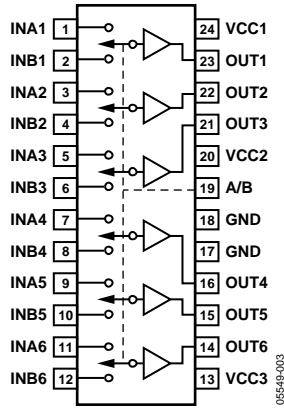 INA1 1 24 VCC1
INB1 2 23 OUT1
INA2 3 22 OUT2
INB2 4 21 OUT3
INA3 5 20 VCC2
INB3 6 19 A/B
INA4 7 18 GND
INB4 8 17 GND
INA5 9 16 OUT4
INB5 10 15 OUT5
INA6 11 14 OUT6
INB6 12 13 VCC3
05549-003